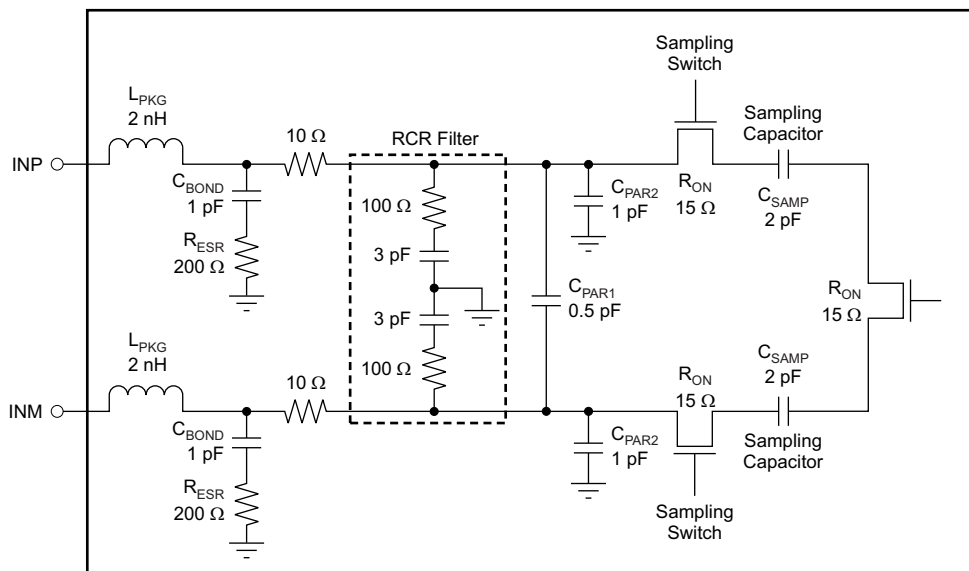 Sampling
Switch
L_PKG
2 nH
Sampling
Capacitor
10 Ω
RCR Filter
INP
C_BOND
1 pF
100 Ω
C_PAR2
1 pF
R_ON
15 Ω
C_SAMP
2 pF
R_ESR
200 Ω
3 pF
C_PAR1
0.5 pF
R_ON
15 Ω
3 pF
L_PKG
2 nH
100 Ω
C_SAMP
2 pF
10 Ω
R_ON
15 Ω
INM
C_BOND
1 pF
C_PAR2
1 pF
Sampling
Capacitor
R_ESR
200 Ω
Sampling
Switch